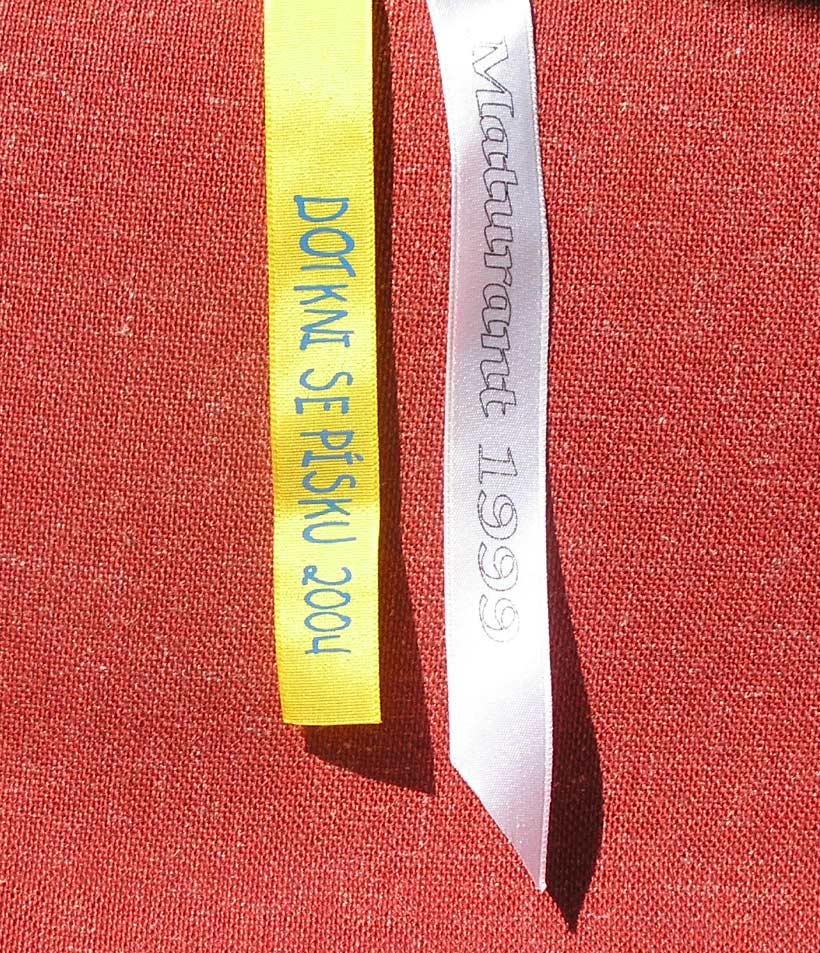 DOTKNI SE PÍSKU 2004
Maturant 1999